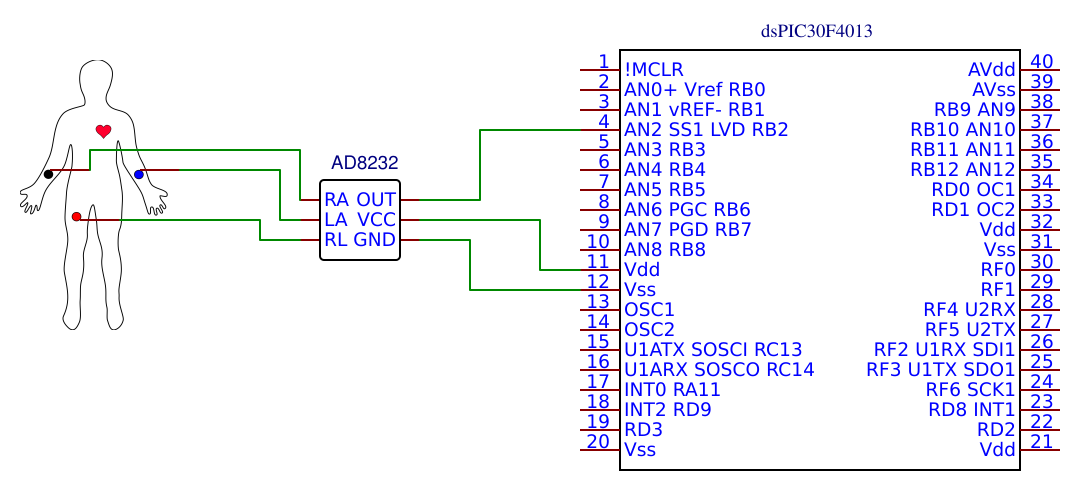 dsPIC30F4013
AD8232
RA OUT
LA VCC
RL GND
1 !MCLR
2 AN0+ Vref RB0
3 AN1 vREF- RB1
4 AN2 SS1 LVD RB2
5 AN3 RB3
6 AN4 RB4
7 AN5 RB5
8 AN6 PGC RB6
9 AN7 PGD RB7
10 AN8 RB8
11 Vdd
12 Vss
13 OSC1
14 OSC2
15 U1ATX SOSCI RC13
16 U1ARX SOSCO RC14
17 INT0 RA11
18 INT2 RD9
19 RD3
20 Vss
AVdd 40
AVss 39
RB9 AN9 38
RB10 AN10 37
RB11 AN11 36
RB12 AN12 35
RD0 OC1 34
RD1 OC2 33
Vdd 32
Vss 31
RF0 30
RF1 29
RF4 U2RX 28
RF5 U2TX 27
RF2 U1RX SDI1 26
RF3 U1TX SDO1 25
RF6 SCK1 24
RD8 INT1 23
RD2 22
Vdd 21